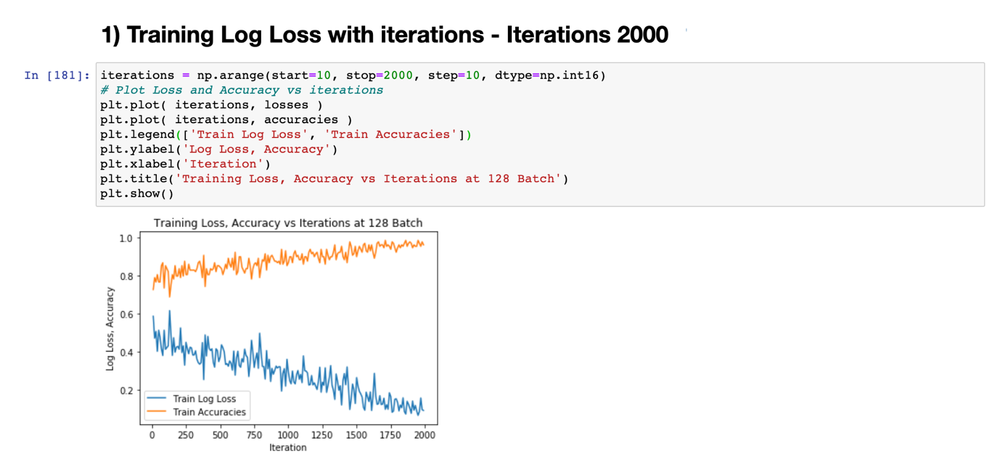 1) Training Log Loss with iterations - Iterations 2000
In [181]: iterations = np.arange(start=10, stop=2000, step=10, dtype=np.int16)
# Plot Loss and Accuracy vs iterations
plt.plot( iterations, losses )
plt.plot( iterations, accuracies )
plt.legend(['Train Log Loss', 'Train Accuracies'])
plt.ylabel('Log Loss, Accuracy')
plt.xlabel('Iteration')
plt.title('Training Loss, Accuracy vs Iterations at 128 Batch')
plt.show()
Training Loss, Accuracy vs Iterations at 128 Batch
Log Loss, Accuracy
1.0
0.8
0.6
0.4
0.2
Train Log Loss
Train Accuracies
0 250 500 750 1000 1250 1500 1750 2000
Iteration